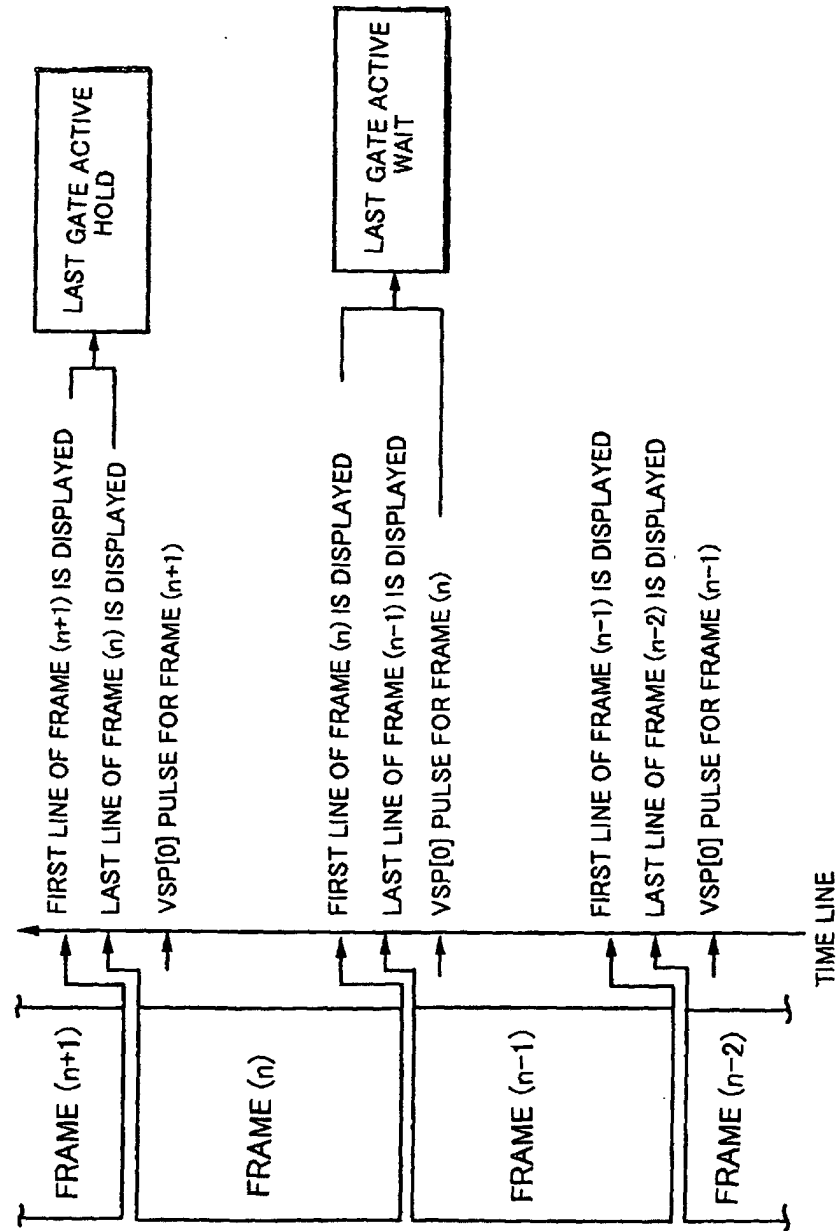 FRAME (n+1)
FRAME (n)
FRAME (n-1)
FRAME (n-2)
FIRST LINE OF FRAME (n+1) IS DISPLAYED
LAST LINE OF FRAME (n) IS DISPLAYED
VSP[0] PULSE FOR FRAME (n+1)
FIRST LINE OF FRAME (n) IS DISPLAYED
LAST LINE OF FRAME (n-1) IS DISPLAYED
VSP[0] PULSE FOR FRAME (n)
FIRST LINE OF FRAME (n-1) IS DISPLAYED
LAST LINE OF FRAME (n-2) IS DISPLAYED
VSP[0] PULSE FOR FRAME (n-1)
TIME LINE
LAST GATE ACTIVE
HOLD
LAST GATE ACTIVE
WAIT